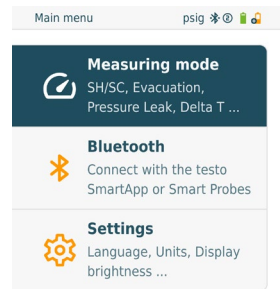 Main menu psig ②
Measuring mode
SH/SC, Evacuation,
Pressure Leak, Delta T ...
Bluetooth
Connect with the testo
SmartApp or Smart Probes
Settings
Language, Units, Display
brightness ...